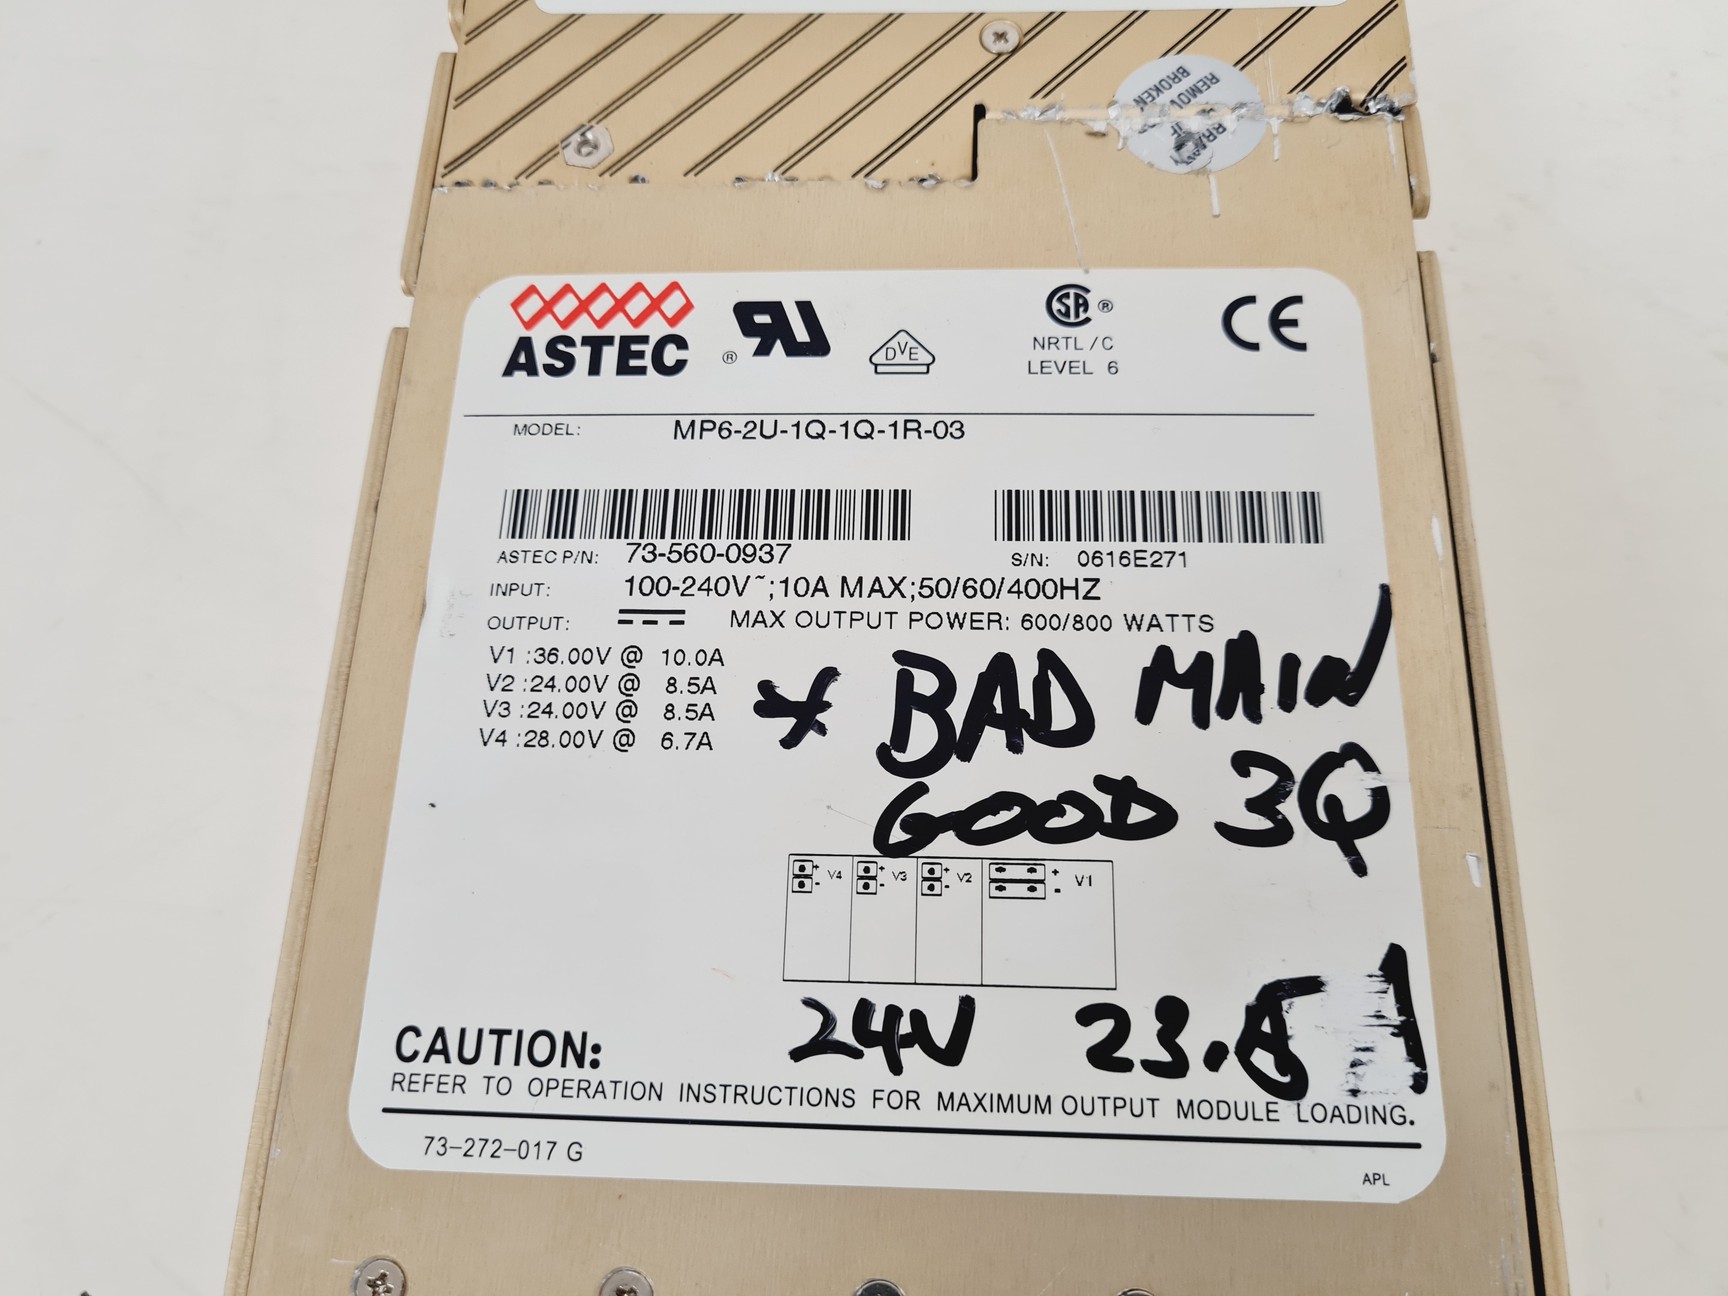 BROKEN
ASTEC
® RU
DVE
CSA ®
NRTL/C
LEVEL 6
CE
MODEL: MP6-2U-1Q-1Q-1R-03
ASTEC P/N: 73-560-0937 S/N: 0616E271
INPUT: 100-240V~;10A MAX;50/60/400HZ
OUTPUT: MAX OUTPUT POWER: 600/800 WATTS
V1 :36.00V @ 10.0A
V2 :24.00V @ 8.5A
V3 :24.00V @ 8.5A
V4 :28.00V @ 6.7A
* BAD MAIN
GOOD 3Q
+ V4 + V3 + V2 + V1
- - - -
24V 23.
CAUTION:
REFER TO OPERATION INSTRUCTIONS FOR MAXIMUM OUTPUT MODULE LOADING.
73-272-017 G
APL